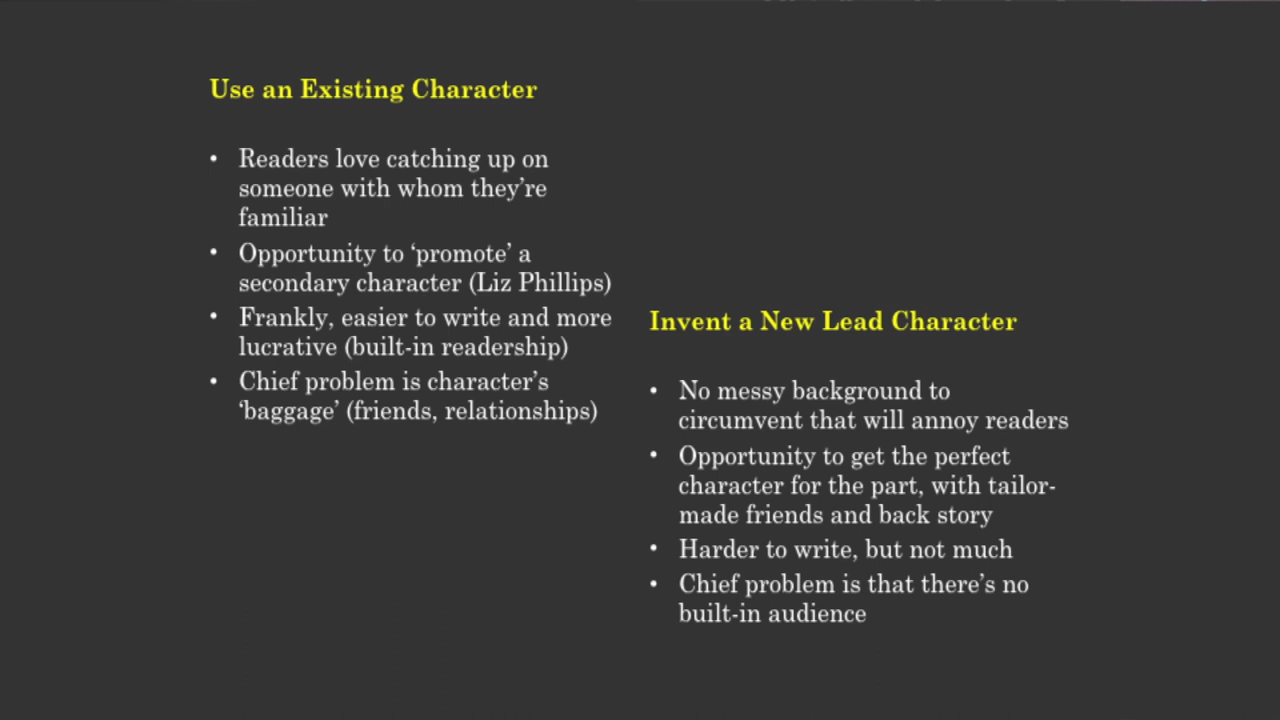 Use an Existing Character
• Readers love catching up on
someone with whom they’re
familiar
• Opportunity to ‘promote’ a
secondary character (Liz Phillips)
• Frankly, easier to write and more
lucrative (built-in readership)
• Chief problem is character’s
‘baggage’ (friends, relationships)
Invent a New Lead Character
• No messy background to
circumvent that will annoy readers
• Opportunity to get the perfect
character for the part, with tailor-
made friends and back story
• Harder to write, but not much
• Chief problem is that there’s no
built-in audience